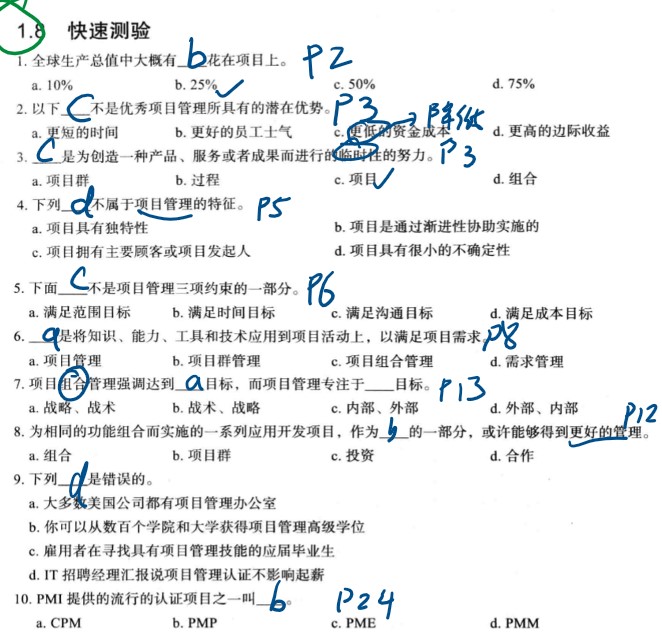 1.8 快速测验
1. 全球生产总值中大概有 b 花在项目上。 P2
a. 10% b. 25% ✓ c. 50% d. 75%
2. 以下 C 不是优秀项目管理所具有的潜在优势。 P3
a. 更短的时间 b. 更好的员工士气 c. 更低的资金成本 d. 更高的边际收益
3. C 是为创造一种产品、服务或者成果而进行的临时性的努力。 P3
a. 项目群 b. 过程 c. 项目 ✓ d. 组合
4. 下列 d 不属于项目管理的特征。 P5
a. 项目具有独特性 b. 项目是通过渐进性协助实施的
c. 项目拥有主要顾客或项目发起人 d. 项目具有很小的不确定性
5. 下面 C 不是项目管理三项约束的一部分。 P6
a. 满足范围目标 b. 满足时间目标 c. 满足沟通目标 d. 满足成本目标
6. a 是将知识、能力、工具和技术应用到项目活动上，以满足项目需求。 P8
a. 项目管理 b. 项目群管理 c. 项目组合管理 d. 需求管理
7. 项目组合管理强调达到 a 目标，而项目管理专注于____目标。 P13
a. 战略、战术 b. 战术、战略 c. 内部、外部 d. 外部、内部
P12
8. 为相同的功能组合而实施的一系列应用开发项目，作为 b 的一部分，或许能够得到更好的管理。
a. 组合 b. 项目群 c. 投资 d. 合作
9. 下列 d 是错误的。
a. 大多数美国公司都有项目管理办公室
b. 你可以从数百个学院和大学获得项目管理高级学位
c. 雇用者在寻找具有项目管理技能的应届毕业生
d. IT 招聘经理汇报说项目管理认证不影响起薪
10. PMI 提供的流行的认证项目之一叫 b 。 P24
a. CPM b. PMP c. PME d. PMM